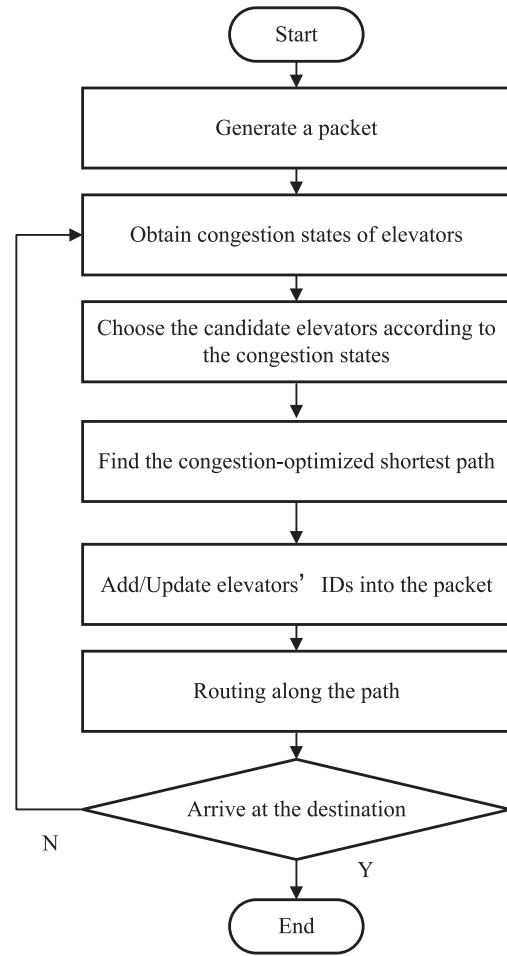 Start
Generate a packet
Obtain congestion states of elevators
Choose the candidate elevators according to
the congestion states
Find the congestion-optimized shortest path
Add/Update elevators’ IDs into the packet
Routing along the path
Arrive at the destination
N
Y
End